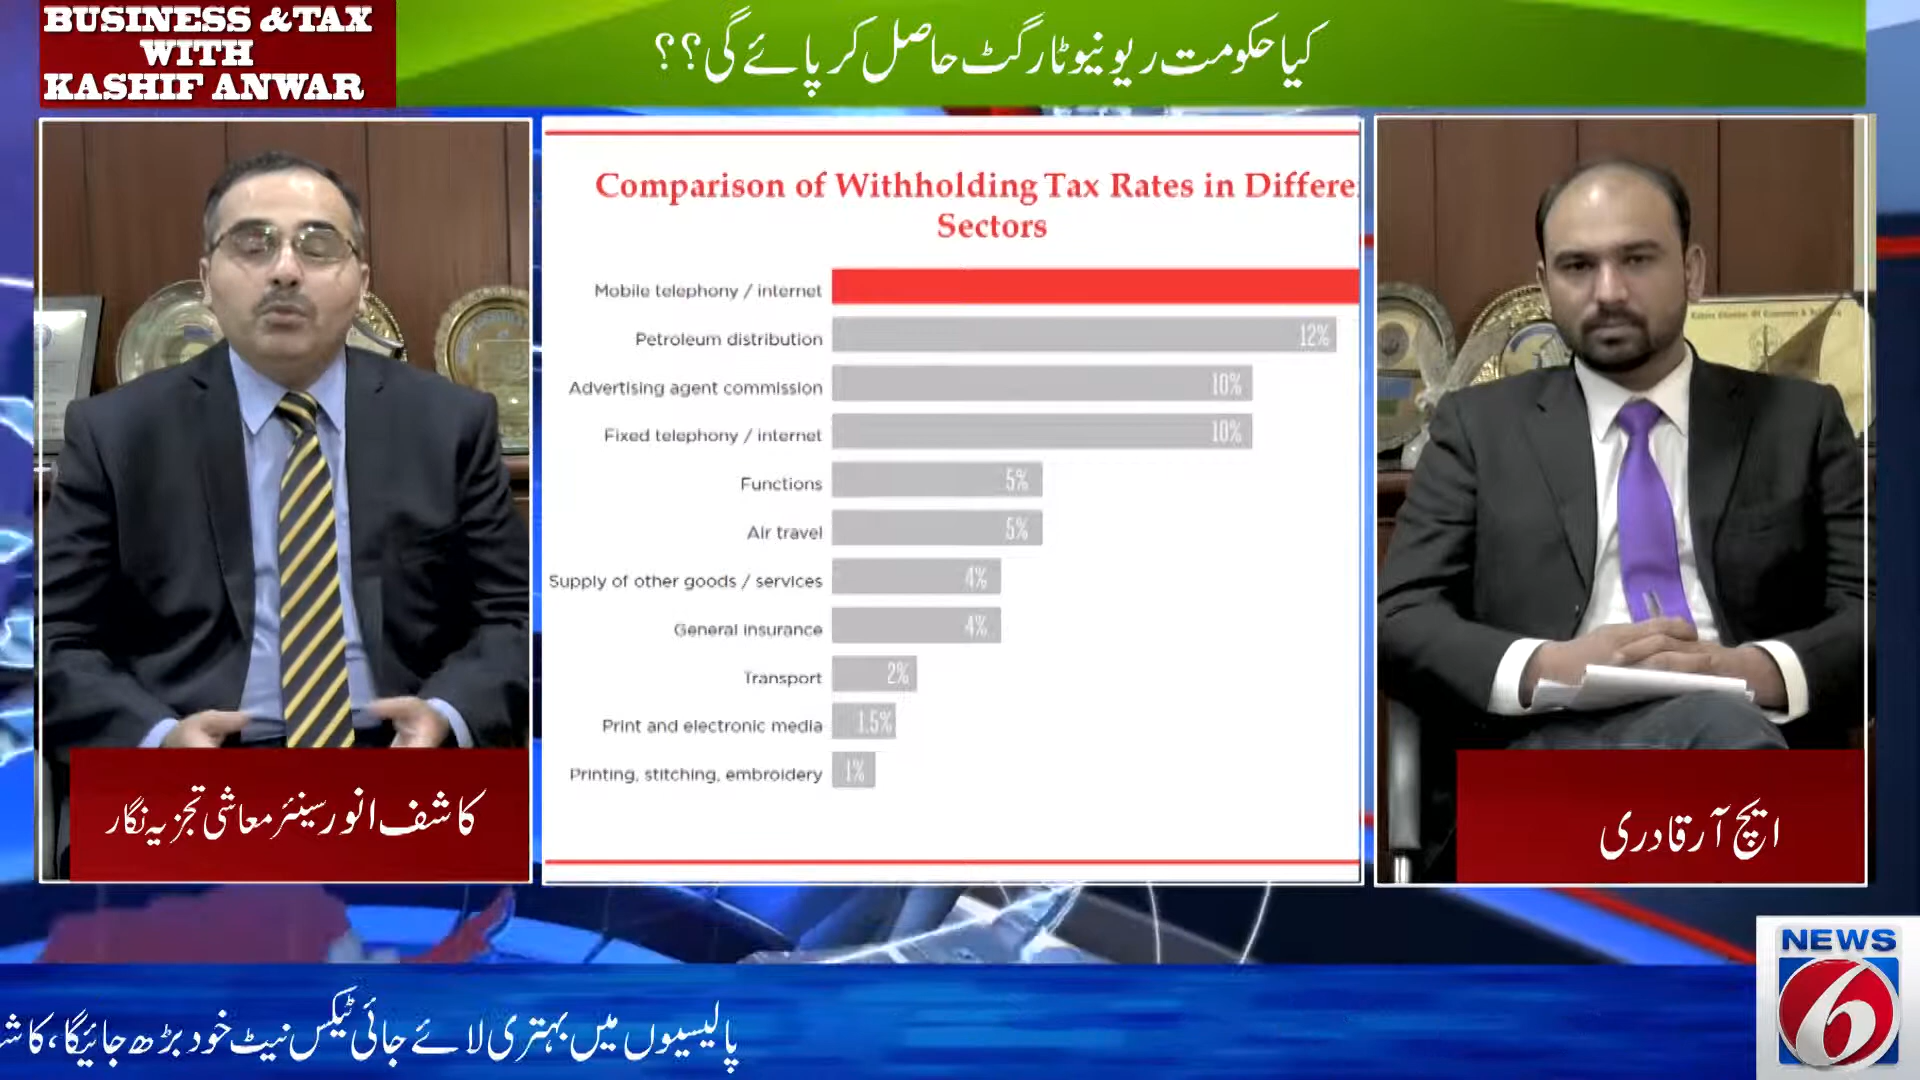 BUSINESS & TAX
WITH
KASHIF ANWAR
کیا حکومت ریونیو ٹارگٹ حاصل کر پائے گی؟؟
Comparison of Withholding Tax Rates in
Sectors
Mobile telephony / internet
Petroleum distribution 12%
Advertising agent commission 10%
Fixed telephony / internet 10%
Functions 5%
Air travel 5%
Supply of other goods / services 4%
General insurance 4%
Transport 2%
Print and electronic media 1.5%
Printing, stitching, embroidery 1%
کاشف انور سینئر معاشی تجزیہ نگار
ایچ آر قادری
پالیسیوں میں بہتری لائے جائی ٹیکس نیٹ خود بڑھ جائیگا،
NEWS
6